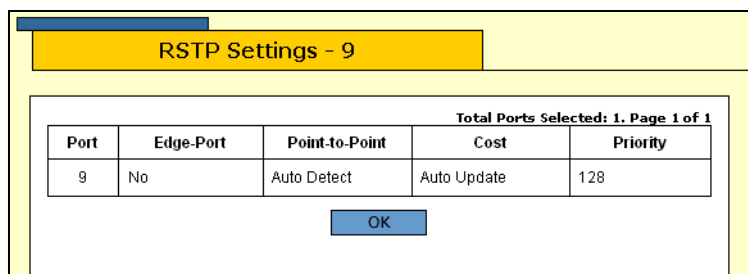 RSTP Settings - 9
Total Ports Selected: 1. Page 1 of 1
Port Edge-Port Point-to-Point Cost Priority
9 No Auto Detect Auto Update 128
OK